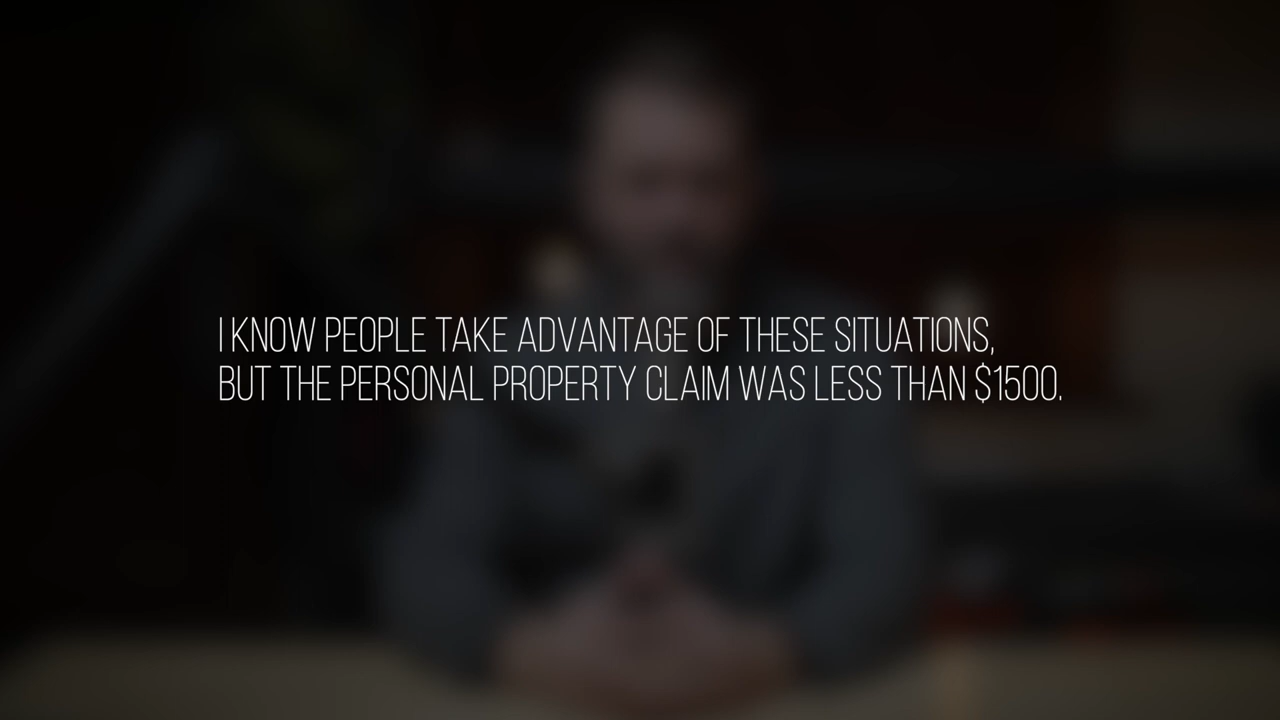 I KNOW PEOPLE TAKE ADVANTAGE OF THESE SITUATIONS,
BUT THE PERSONAL PROPERTY CLAIM WAS LESS THAN $1500.